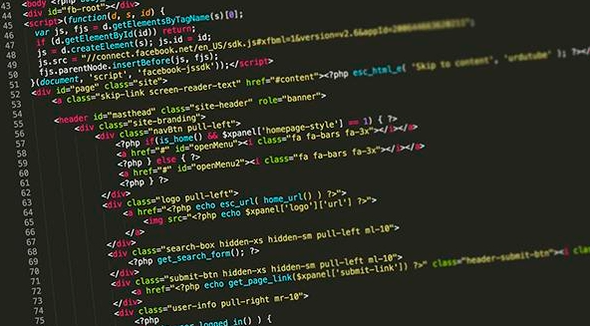 43 <body <?php body
44 <div id="fb-root"></div>
45 <script>(function(d, s, id) {
46 var js, fjs = d.getElementsByTagName(s)[0];
47 if (d.getElementById(id)) return;
48 js = d.createElement(s); js.id = id;
49 js.src = "//connect.facebook.net/en_US/sdk.js#xfbml=1&version=v2.6&appId=
50 fjs.parentNode.insertBefore(js, fjs);
51 }(document, 'script', 'facebook-jssdk'));</script>
52 <div id="page" class="site">
53 <a class="skip-link screen-reader-text" href="#content"><?php esc_html_e( 'Skip to content', 'urdutube' ); ?></
54
55 <header id="masthead" class="site-header" role="banner">
56 <div class="site-branding">
57 <div class="navBtn pull-left">
58 <?php if(is_home() && $xpanel['homepage-style'] == 1) { ?>
59 <a href="#" id="openMenu"><i class="fa fa-bars fa-3x"></i></a>
60 <?php } else { ?>
61 <a href="#" id="openMenu2"><i class="fa fa-bars fa-3x"></i></a>
62 <?php } ?>
63 </div>
64 <div class="logo pull-left">
65 <a href="<?php echo esc_url( home_url() ) ?>">
66 <img src="<?php echo $xpanel['logo']['url'] ?>">
67 </a>
68 </div>
69 <div class="search-box hidden-xs hidden-sm pull-left ml-10">
70 <?php get_search_form(); ?>
71 </div>
72 <div class="submit-btn hidden-xs hidden-sm pull-left ml-10">
73 <a href="<?php echo get_page_link($xpanel['submit-link']) ?>" class="header-submit-btn"><i clas
74 </div>
75 <div class="user-info pull-right mr-10">
<?php
logged_in() ) {